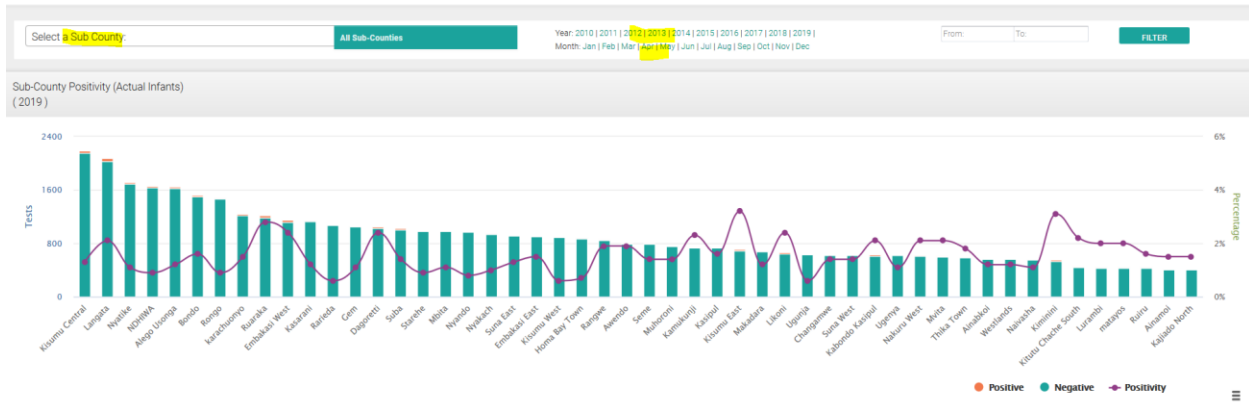 Select a Sub County:
All Sub-Counties
Year: 2010 | 2011 | 2012 | 2013 | 2014 | 2015 | 2016 | 2017 | 2018 | 2019 |
Month: Jan | Feb | Mar | Apr | May | Jun | Jul | Aug | Sep | Oct | Nov | Dec
From:
To:
FILTER
Sub-County Positivity (Actual Infants)
( 2019 )
2400
1600
800
0
Tests
6%
4%
2%
0%
Percentage
Kisumu Central
Langata
Nyatike
NDHIWA
Alego Usonga
Bondo
Rongo
karachuonyo
Ruaraka
Embakasi West
Kasarani
Rarieda
Gem
Dagoretti
Suba
Starehe
Mbita
Nyando
Nyakach
Suna East
Embakasi East
Kisumu West
Homa Bay Town
Rangwe
Awendo
Seme
Muhoroni
Kamukunji
Kasipul
Kisumu East
Makadara
Likoni
Ugunja
Changamwe
Suna West
Kabondo Kasipul
Ugenya
Nakuru West
Mvita
Thika Town
Ainabkoi
Westlands
Naivasha
Kiminini
Kitutu Chache South
Lurambi
matayos
Ruiru
Ainamoi
Kajiado North
Positive
Negative
Positivity